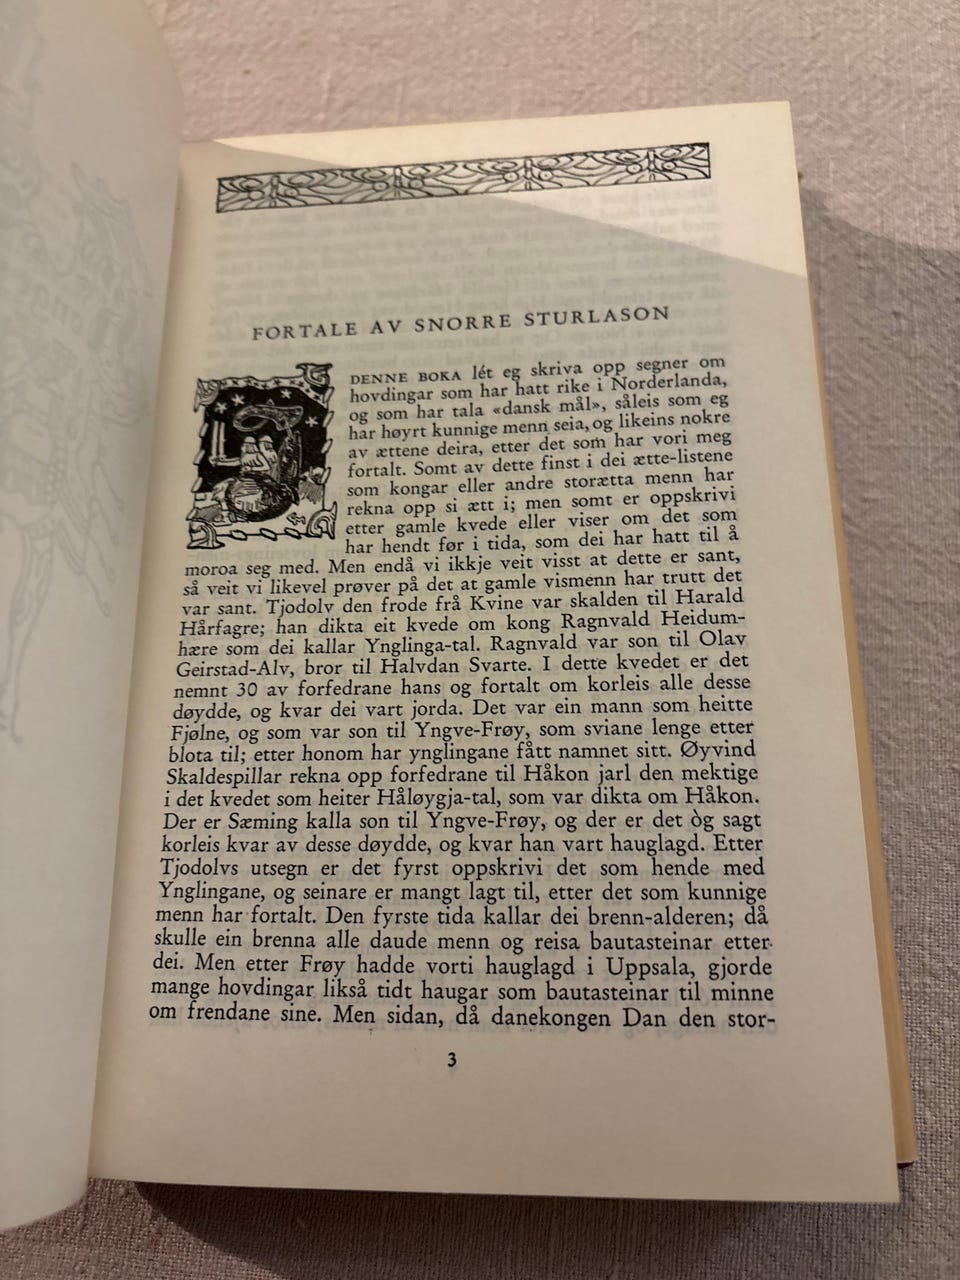 FORTALE AV SNORRE STURLASON
I DENNE BOKA lét eg skriva opp segner om
hovdingar som har hatt rike i Norderlanda,
og som har tala «dansk mål», såleis som eg
har høyrt kunnige menn seia, og likeins nokre
av ættene deira, etter det som har vori meg
fortalt. Somt av dette finst i dei ætte-listene
som kongar eller andre storætta menn har
rekna opp si ætt i; men somt er oppskrivi
etter gamle kvede eller viser om det som
har hendt før i tida, som dei har hatt til å
moroa seg med. Men endå vi ikkje veit visst at dette er sant,
så veit vi likevel prøver på det at gamle vismenn har trutt det
var sant. Tjodolv den frode frå Kvine var skalden til Harald
Hårfagre; han dikta eit kvede om kong Ragnvald Heidum-
hære som dei kallar Ynglinga-tal. Ragnvald var son til Olav
Geirstad-Alv, bror til Halvdan Svarte. I dette kvedet er det
nemnt 30 av forfedrane hans og fortalt om korleis alle desse
døydde, og kvar dei vart jorda. Det var ein mann som heitte
Fjølne, og som var son til Yngve-Frøy, som sviane lenge etter
blota til; etter honom har ynglingane fått namnet sitt. Øyvind
Skaldespillar rekna opp forfedrane til Håkon jarl den mektige
i det kvedet som heiter Håløygja-tal, som var dikta om Håkon.
Der er Sæming kalla son til Yngve-Frøy, og der er det òg sagt
korleis kvar av desse døydde, og kvar han vart hauglagd. Etter
Tjodolvs utsegn er det fyrst oppskrivi det som hende med
Ynglingane, og seinare er mangt lagt til, etter det som kunnige
menn har fortalt. Den fyrste tida kallar dei brenn-alderen; då
skulle ein brenna alle daude menn og reisa bautasteinar etter
dei. Men etter Frøy hadde vorti hauglagd i Uppsala, gjorde
mange hovdingar likså tidt haugar som bautasteinar til minne
om frendane sine. Men sidan, då danekongen Dan den stor-
3